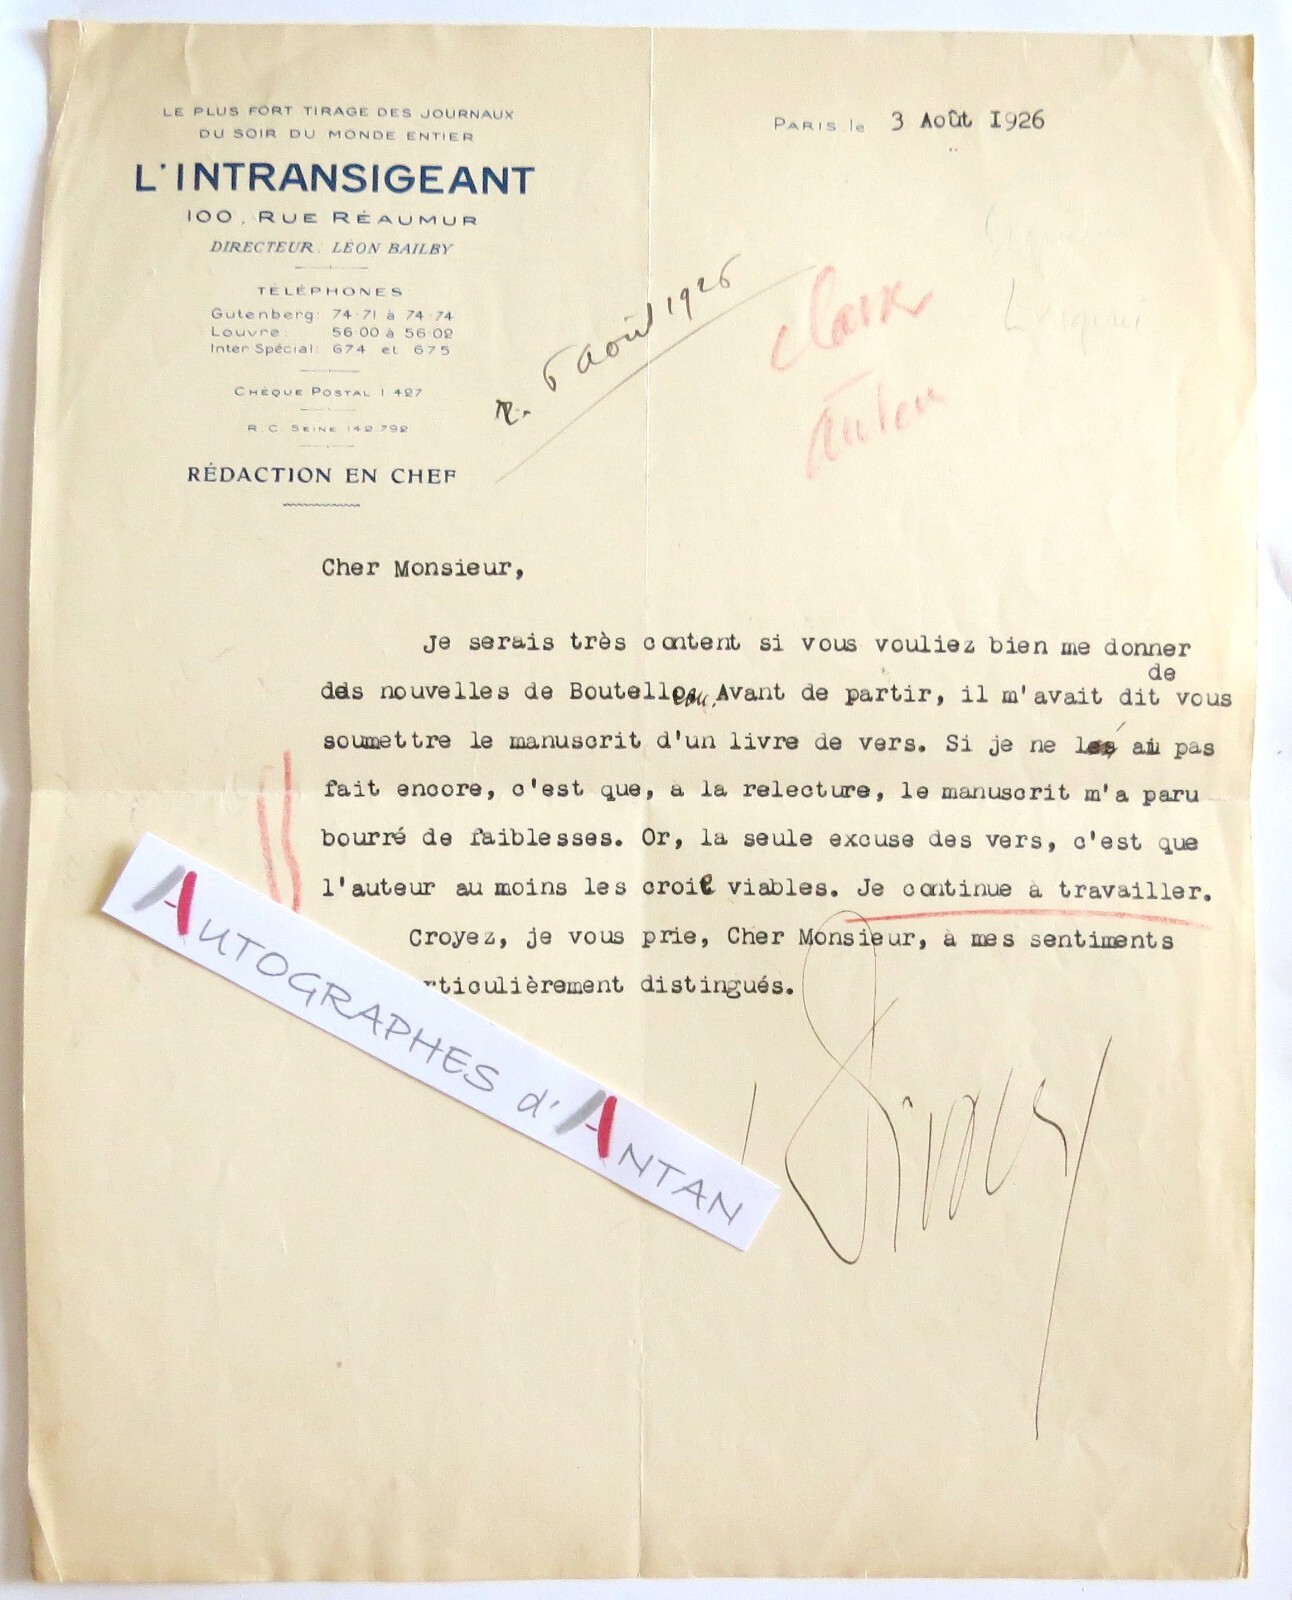 LE PLUS FORT TIRAGE DES JOURNAUX
DU SOIR DU MONDE ENTIER
L'INTRANSIGEANT
100, RUE RÉAUMUR
DIRECTEUR: LÉON BAILBY
TÉLÉPHONES
Gutenberg: 74-71 à 74-74
Louvre: 56-00 à 56-02
Inter Spécial: 674 et 675
CHÈQUE POSTAL 1 427
R. C. SEINE 142.792
RÉDACTION EN CHEF
PARIS le 3 Août 1926
r. 6 août 1926
Cher Monsieur,
Je serais très content si vous vouliez bien me donner
des nouvelles de Boutelleau. Avant de partir, il m'avait dit de vous
soumettre le manuscrit d'un livre de vers. Si je ne l'ai pas
fait encore, c'est que, à la relecture, le manuscrit m'a paru
bourré de faiblesses. Or, la seule excuse des vers, c'est que
l'auteur au moins les croit viables. Je continue à travailler.
Croyez, je vous prie, Cher Monsieur, à mes sentiments
rticulièrement distingués.
AUTOGRAPHES d'ANTAN